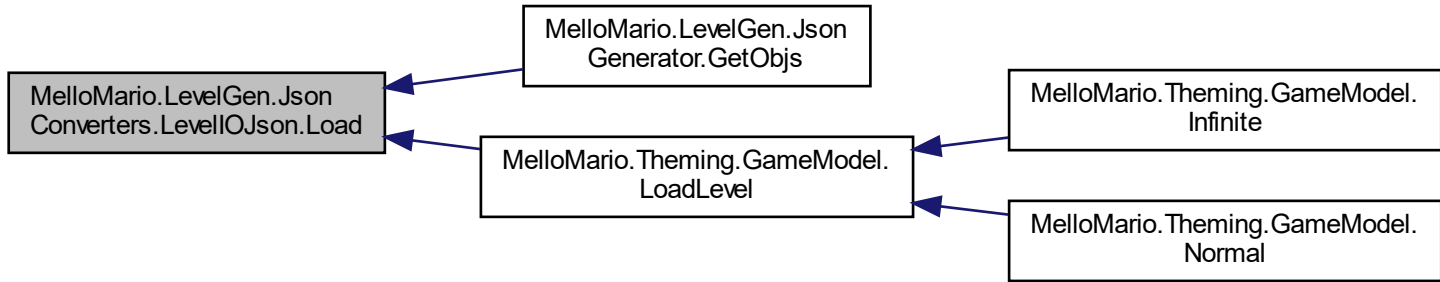 MelloMario.LevelGen.Json
Generator.GetObjs
MelloMario.LevelGen.Json
Converters.LevelIOJson.Load
MelloMario.Theming.GameModel.
Infinite
MelloMario.Theming.GameModel.
LoadLevel
MelloMario.Theming.GameModel.
Normal